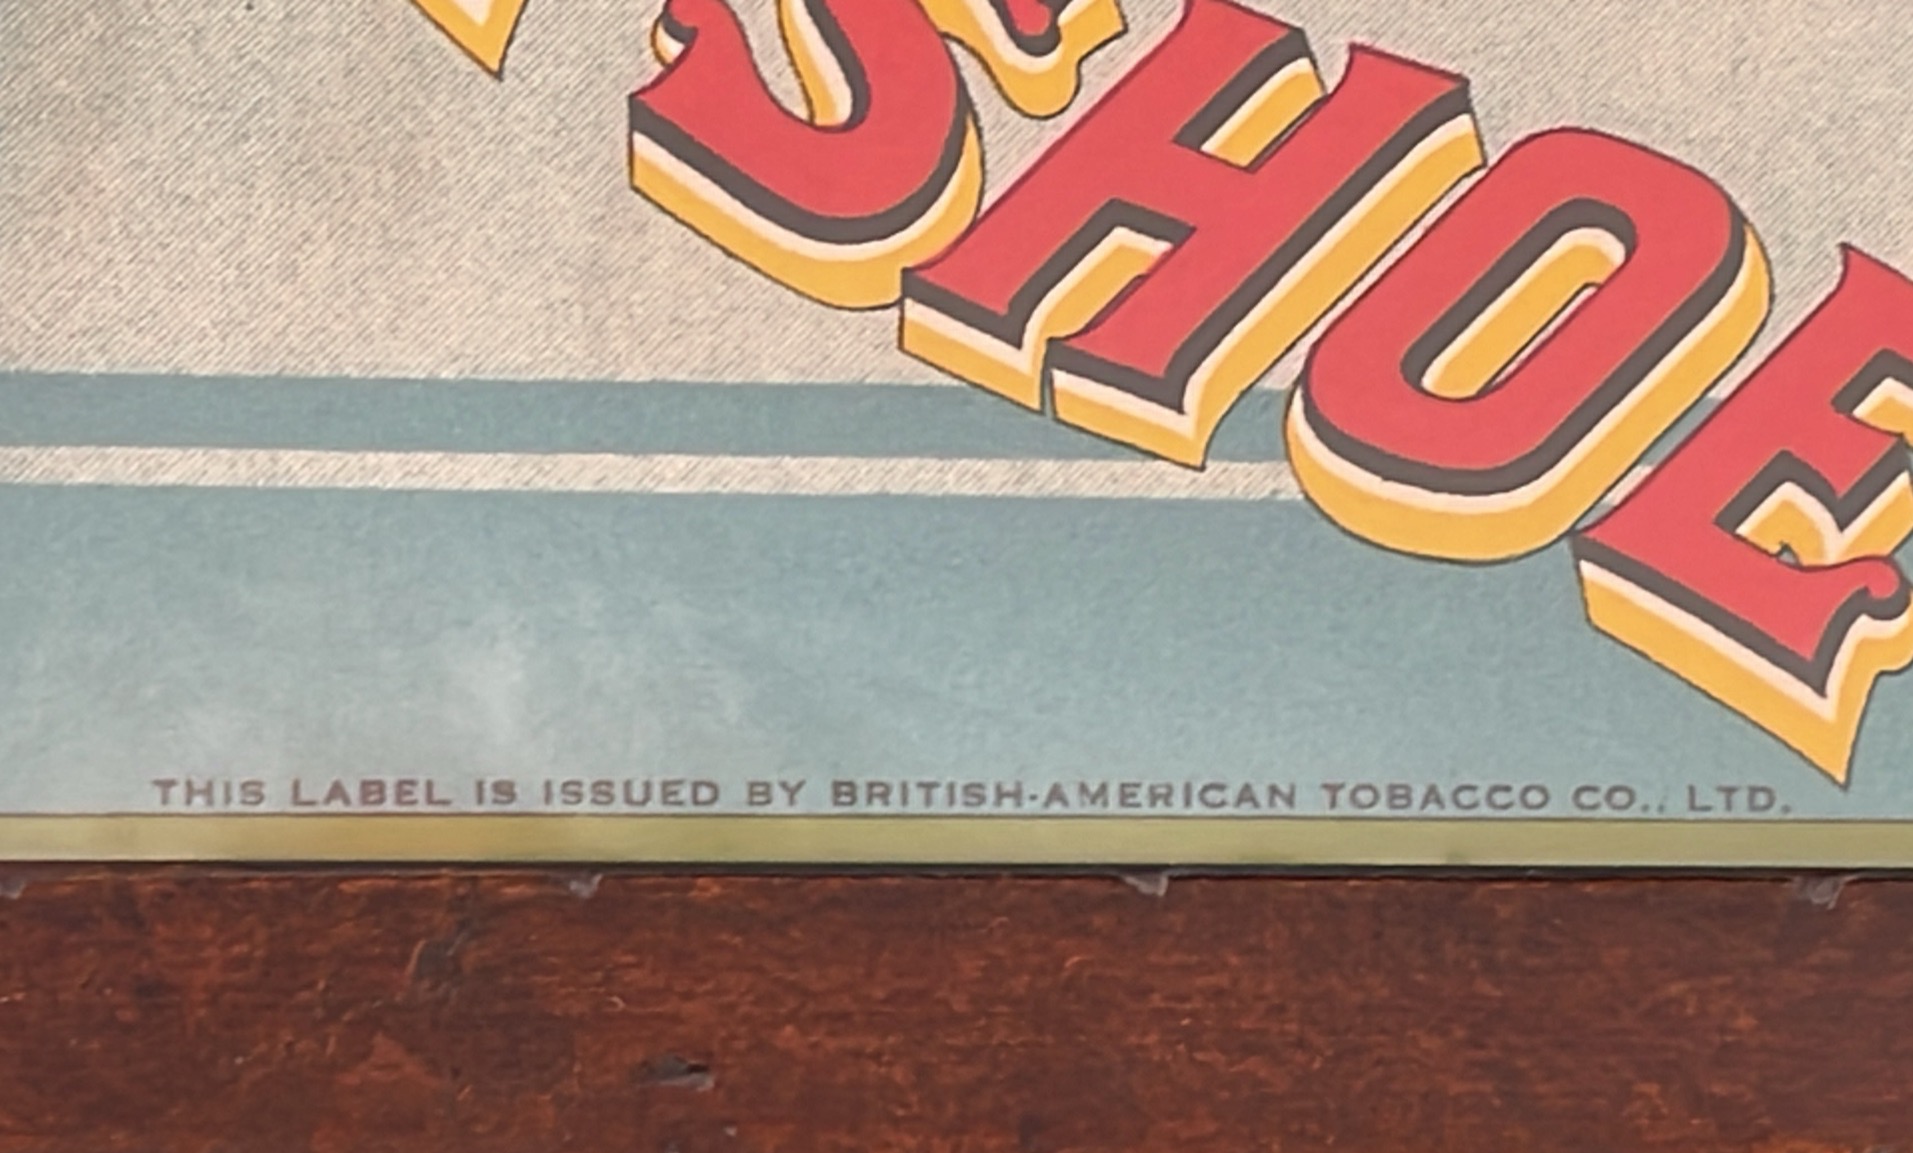 SHOE
THIS LABEL IS ISSUED BY BRITISH-AMERICAN TOBACCO CO., LTD.